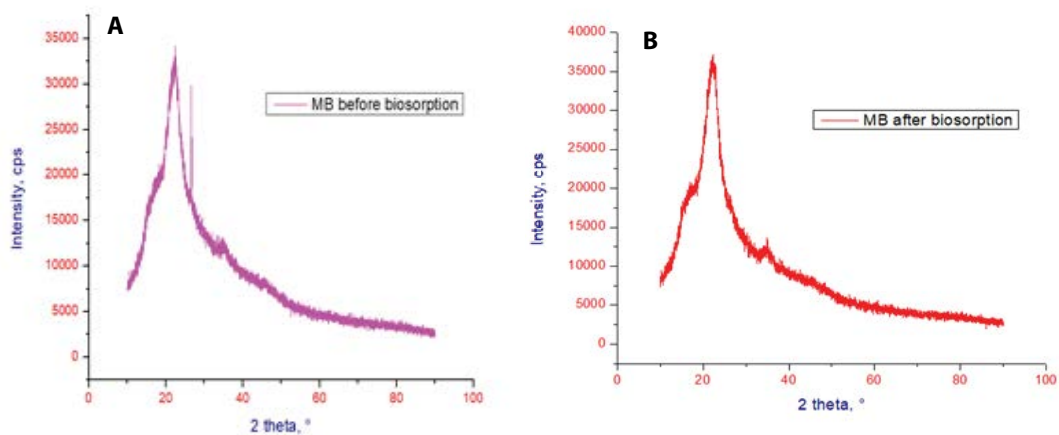 A
35000
30000
25000
20000
15000
10000
5000
0
Intensity, cps
MB before biosorption
0 20 40 60 80 100
2 theta, °
B
40000
35000
30000
25000
20000
15000
10000
5000
0
Intensity, cps
MB after biosorption
0 20 40 60 80 100
2 theta, °